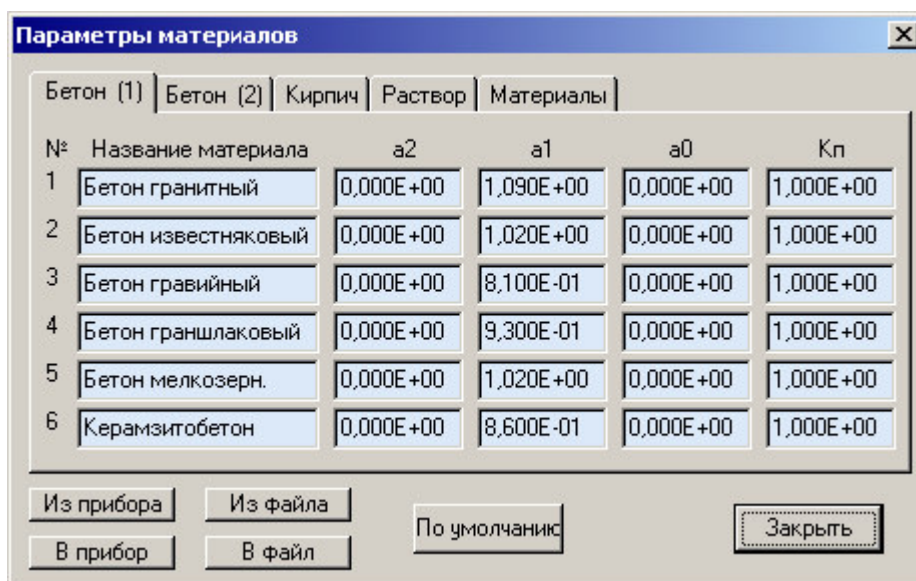 Параметры материалов
Бетон (1) Бетон (2) Кирпич Раствор Материалы
№ Название материала a2 a1 a0 Кп
1 Бетон гранитный 0,000E+00 1,090E+00 0,000E+00 1,000E+00
2 Бетон известняковый 0,000E+00 1,020E+00 0,000E+00 1,000E+00
3 Бетон гравийный 0,000E+00 8,100E-01 0,000E+00 1,000E+00
4 Бетон граншлаковый 0,000E+00 9,300E-01 0,000E+00 1,000E+00
5 Бетон мелкозерн. 0,000E+00 1,020E+00 0,000E+00 1,000E+00
6 Керамзитобетон 0,000E+00 8,600E-01 0,000E+00 1,000E+00
Из прибора Из файла
По умолчанию Закрыть
В прибор В файл